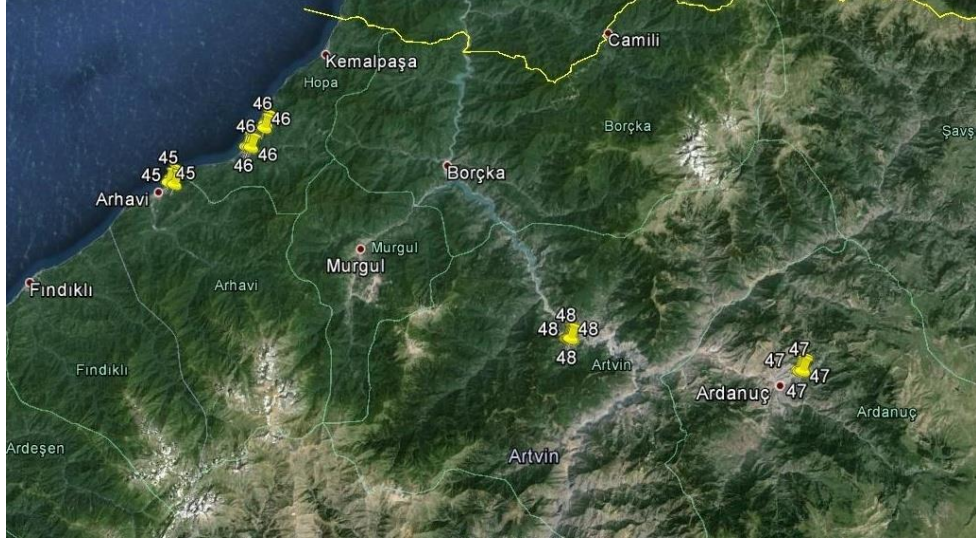 Camili
Kemalpaşa
Hopa
46
46 46
46 46
Borçka
Şavş
45
45 45
Arhavi
Borçka
Murgul
Murgul
Fındıklı
Arhavi
48
48 48
48
Artvin
47
47 47
47
Fındıklı
Ardanuç
Ardanuç
Ardeşen
Artvin